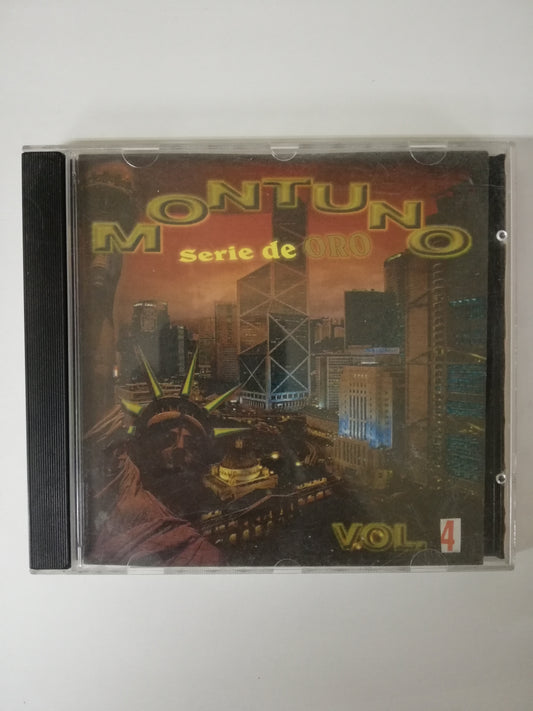 MONTUNO
Serie de ORO
VOL. 4